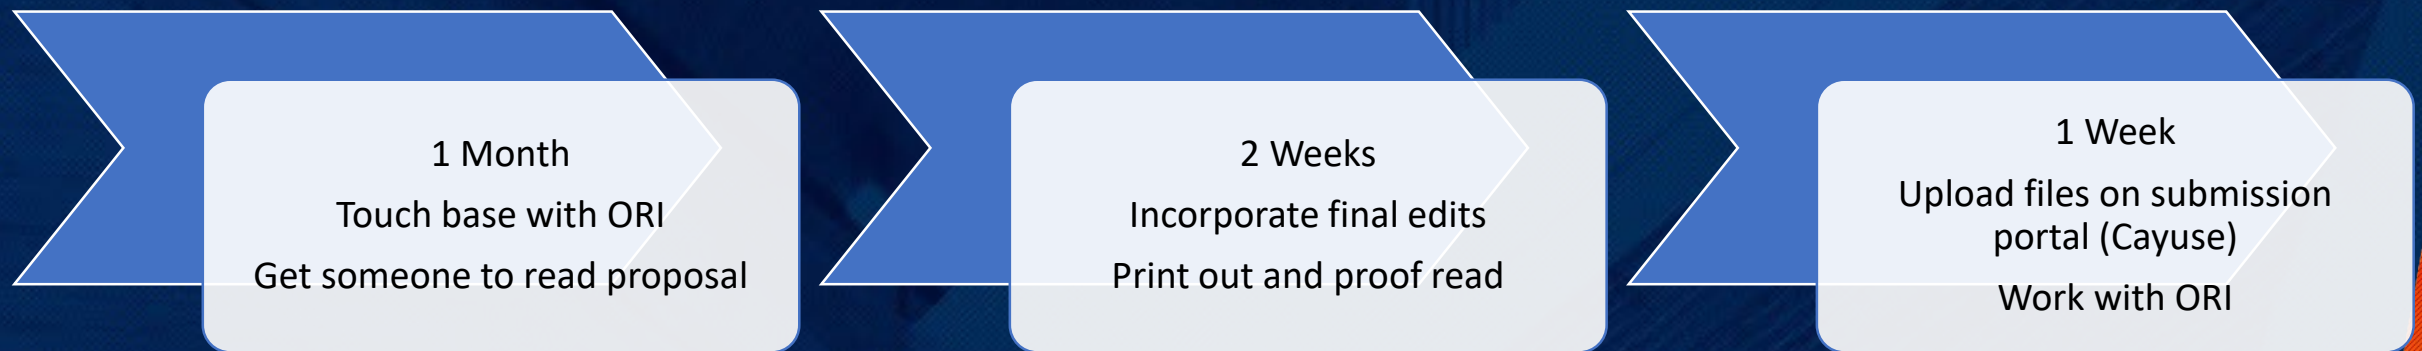 1 Month
Touch base with ORI
Get someone to read proposal
2 Weeks
Incorporate final edits
Print out and proof read
1 Week
Upload files on submission
portal (Cayuse)
Work with ORI